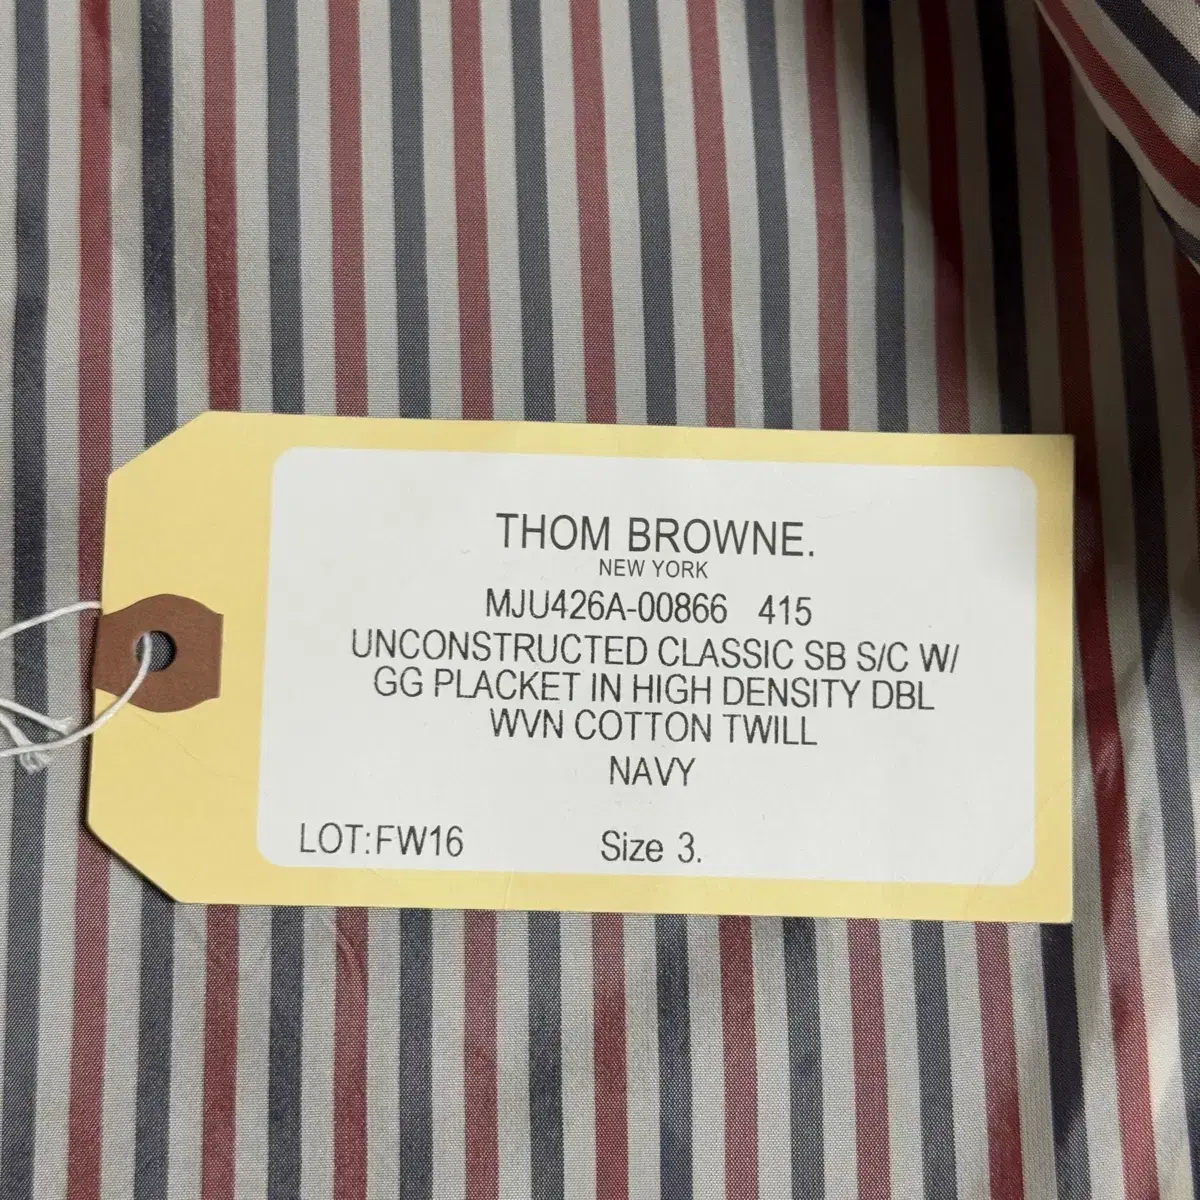 THOM BROWNE.
NEW YORK
MJU426A-00866 415
UNCONSTRUCTED CLASSIC SB S/C W/
GG PLACKET IN HIGH DENSITY DBL
WVN COTTON TWILL
NAVY
LOT:FW16 Size 3.